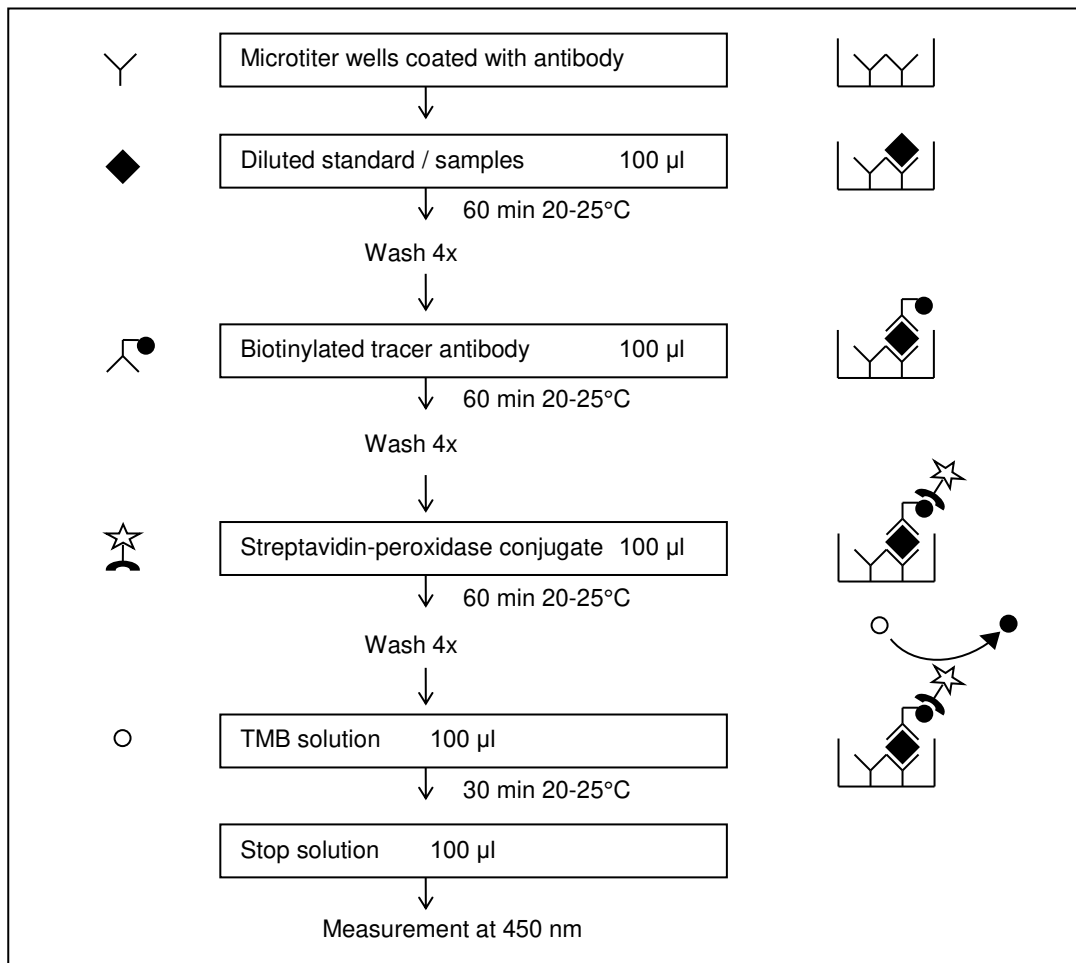 Microtiter wells coated with antibody
Diluted standard / samples 100 µl
60 min 20-25°C
Wash 4x
Biotinylated tracer antibody 100 µl
60 min 20-25°C
Wash 4x
Streptavidin-peroxidase conjugate 100 µl
60 min 20-25°C
Wash 4x
TMB solution 100 µl
30 min 20-25°C
Stop solution 100 µl
Measurement at 450 nm